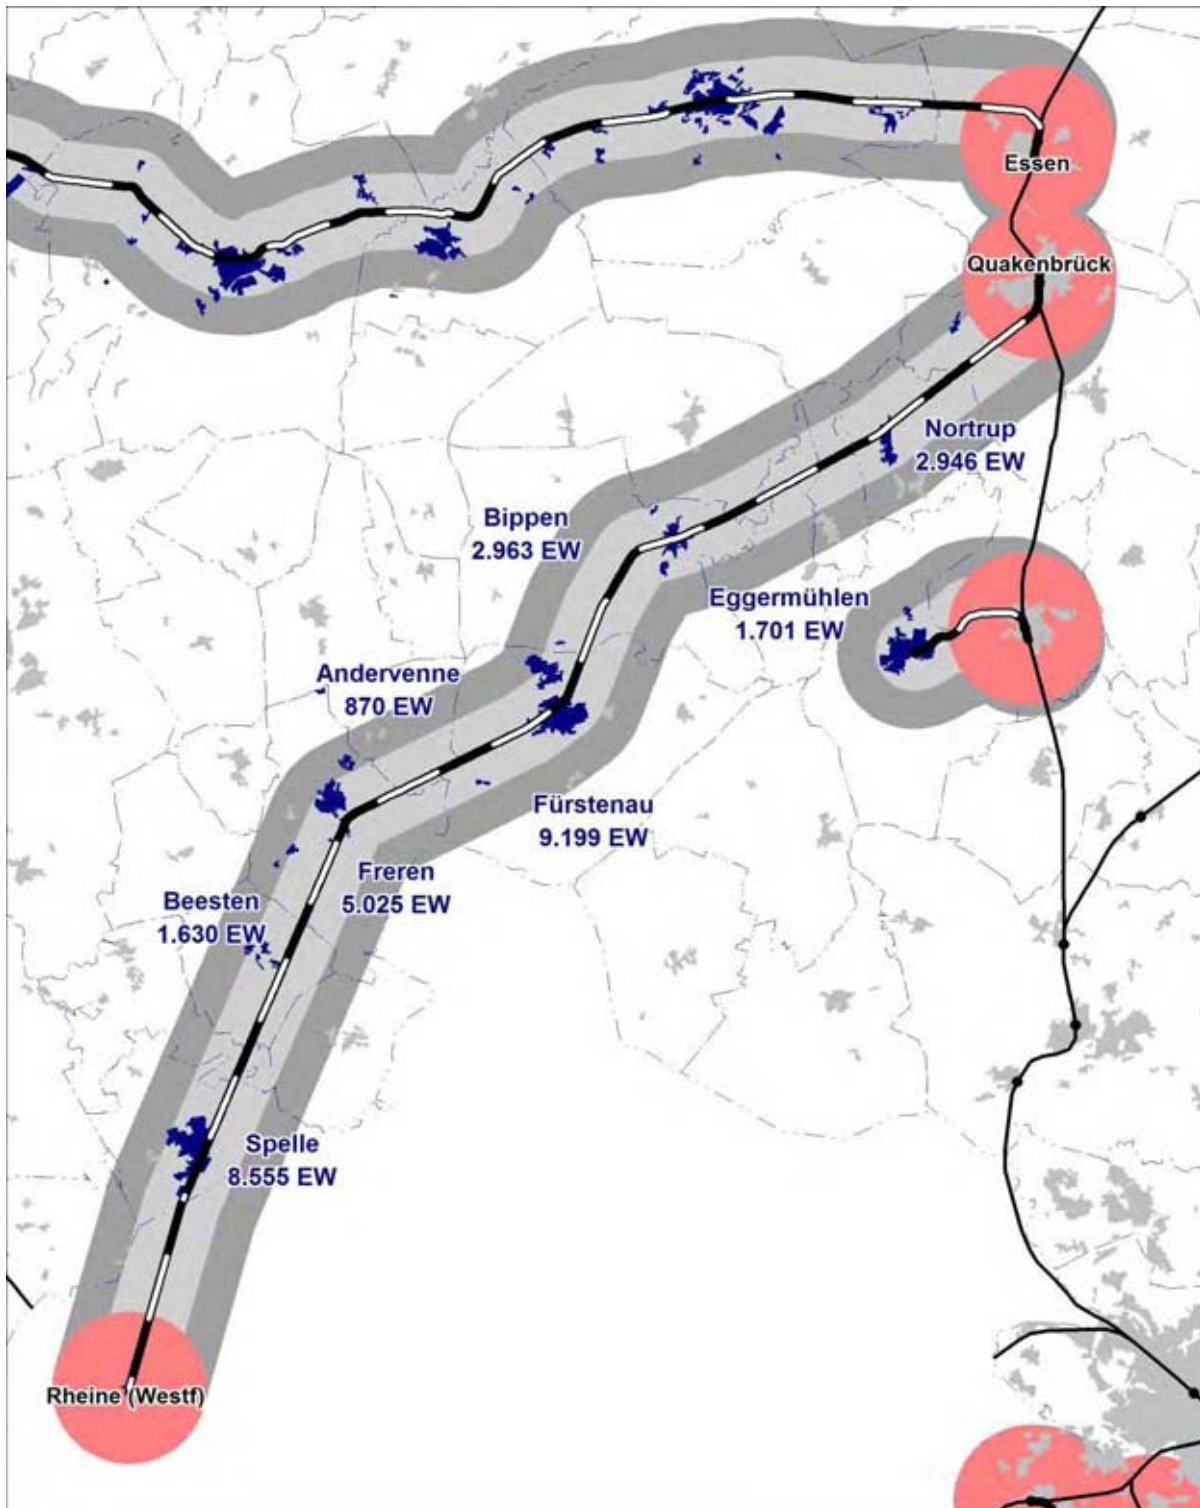 Essen
Quakenbrück
Nortrup
2.946 EW
Bippen
2.963 EW
Eggermühlen
1.701 EW
Andervenne
870 EW
Fürstenau
9.199 EW
Freren
5.025 EW
Beesten
1.630 EW
Spelle
8.555 EW
Rheine (Westf)